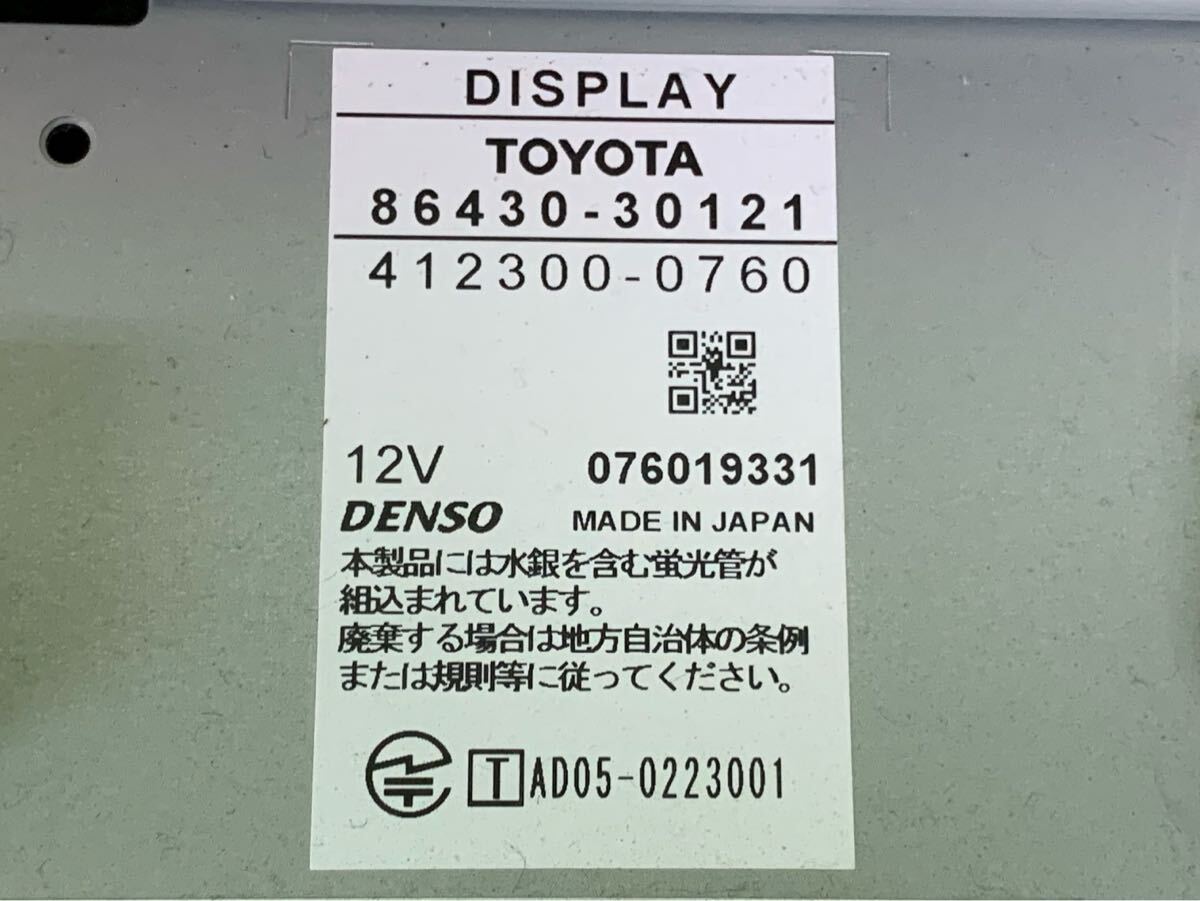 DISPLAY
TOYOTA
86430-30121
412300-0760
12V 076019331
DENSO MADE IN JAPAN
本製品には水銀を含む蛍光管が
組込まれています。
廃棄する場合は地方自治体の条例
または規則等に従ってください。
T AD05-0223001